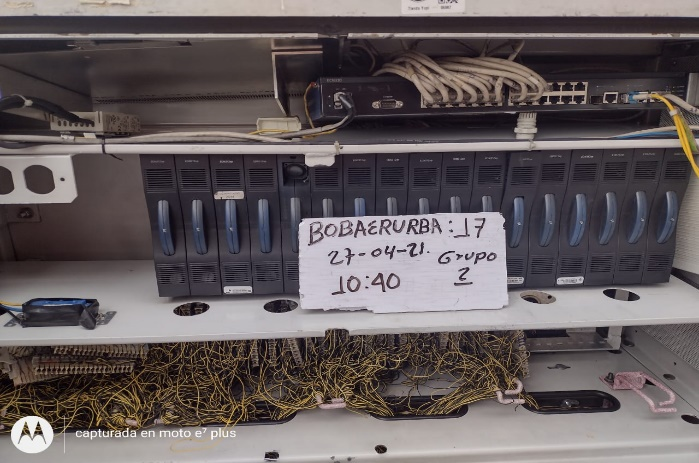 BOBAERURBA: 17
27-04-21.
Grupo
10:40
2
capturada en moto e⁷ plus